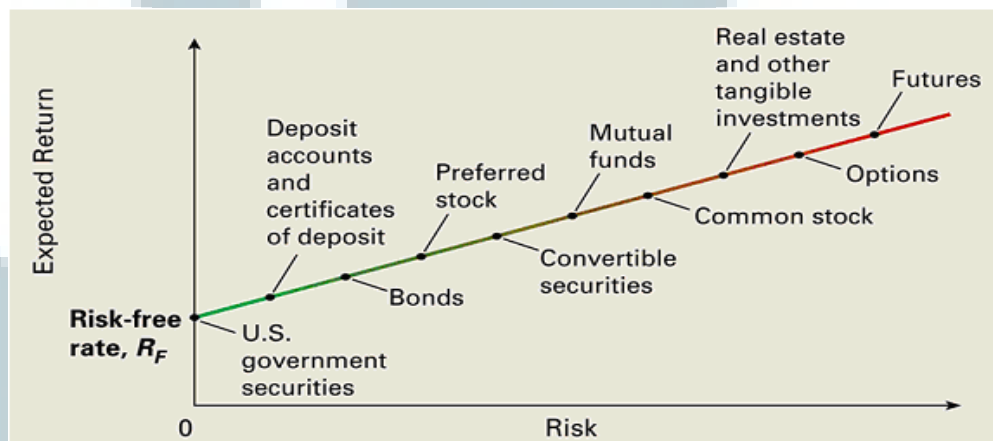 Expected Return
Real estate
and other
tangible
investments
Futures
Deposit
accounts
and
certificates
of deposit
Mutual
funds
Preferred
stock
Options
Common stock
Convertible
securities
Bonds
Risk-free
rate, RF
U.S.
government
securities
0
Risk